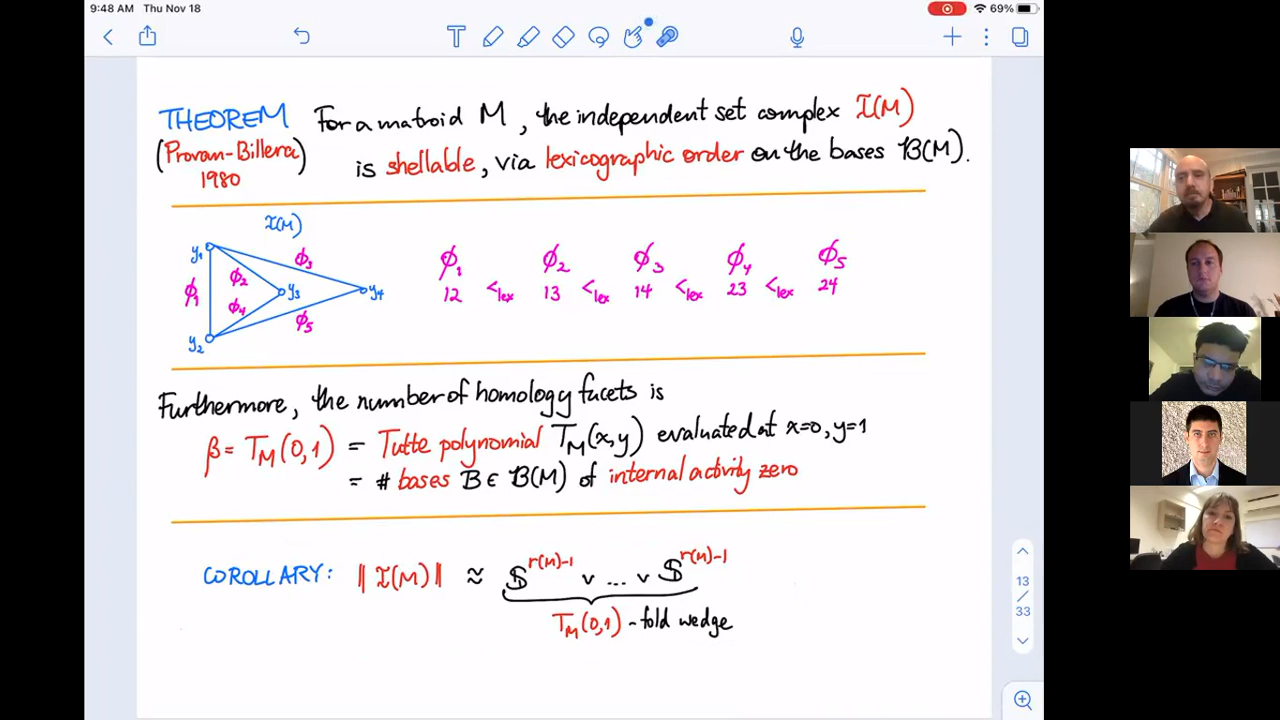 9:48 AM Thu Nov 18
69%
THEOREM For a matroid M, the independent set complex I(M)
(Provan-Billera 1980) is shellable, via lexicographic order on the bases B(M).
I(M)
y1 ϕ3
ϕ1 ϕ2 y3 y4
ϕ4
y2 ϕ5
ϕ1 ϕ2 ϕ3 ϕ4 ϕ5
12 <lex 13 <lex 14 <lex 23 <lex 24
Furthermore, the number of homology facets is
β = T_M(0,1) = Tutte polynomial T_M(x,y) evaluated at x=0, y=1
= # bases B ∈ B(M) of internal activity zero
COROLLARY: ‖I(M)‖ ≈ S^{r(M)-1} ∨ ... ∨ S^{r(M)-1}
T_M(0,1)-fold wedge
13
/
33